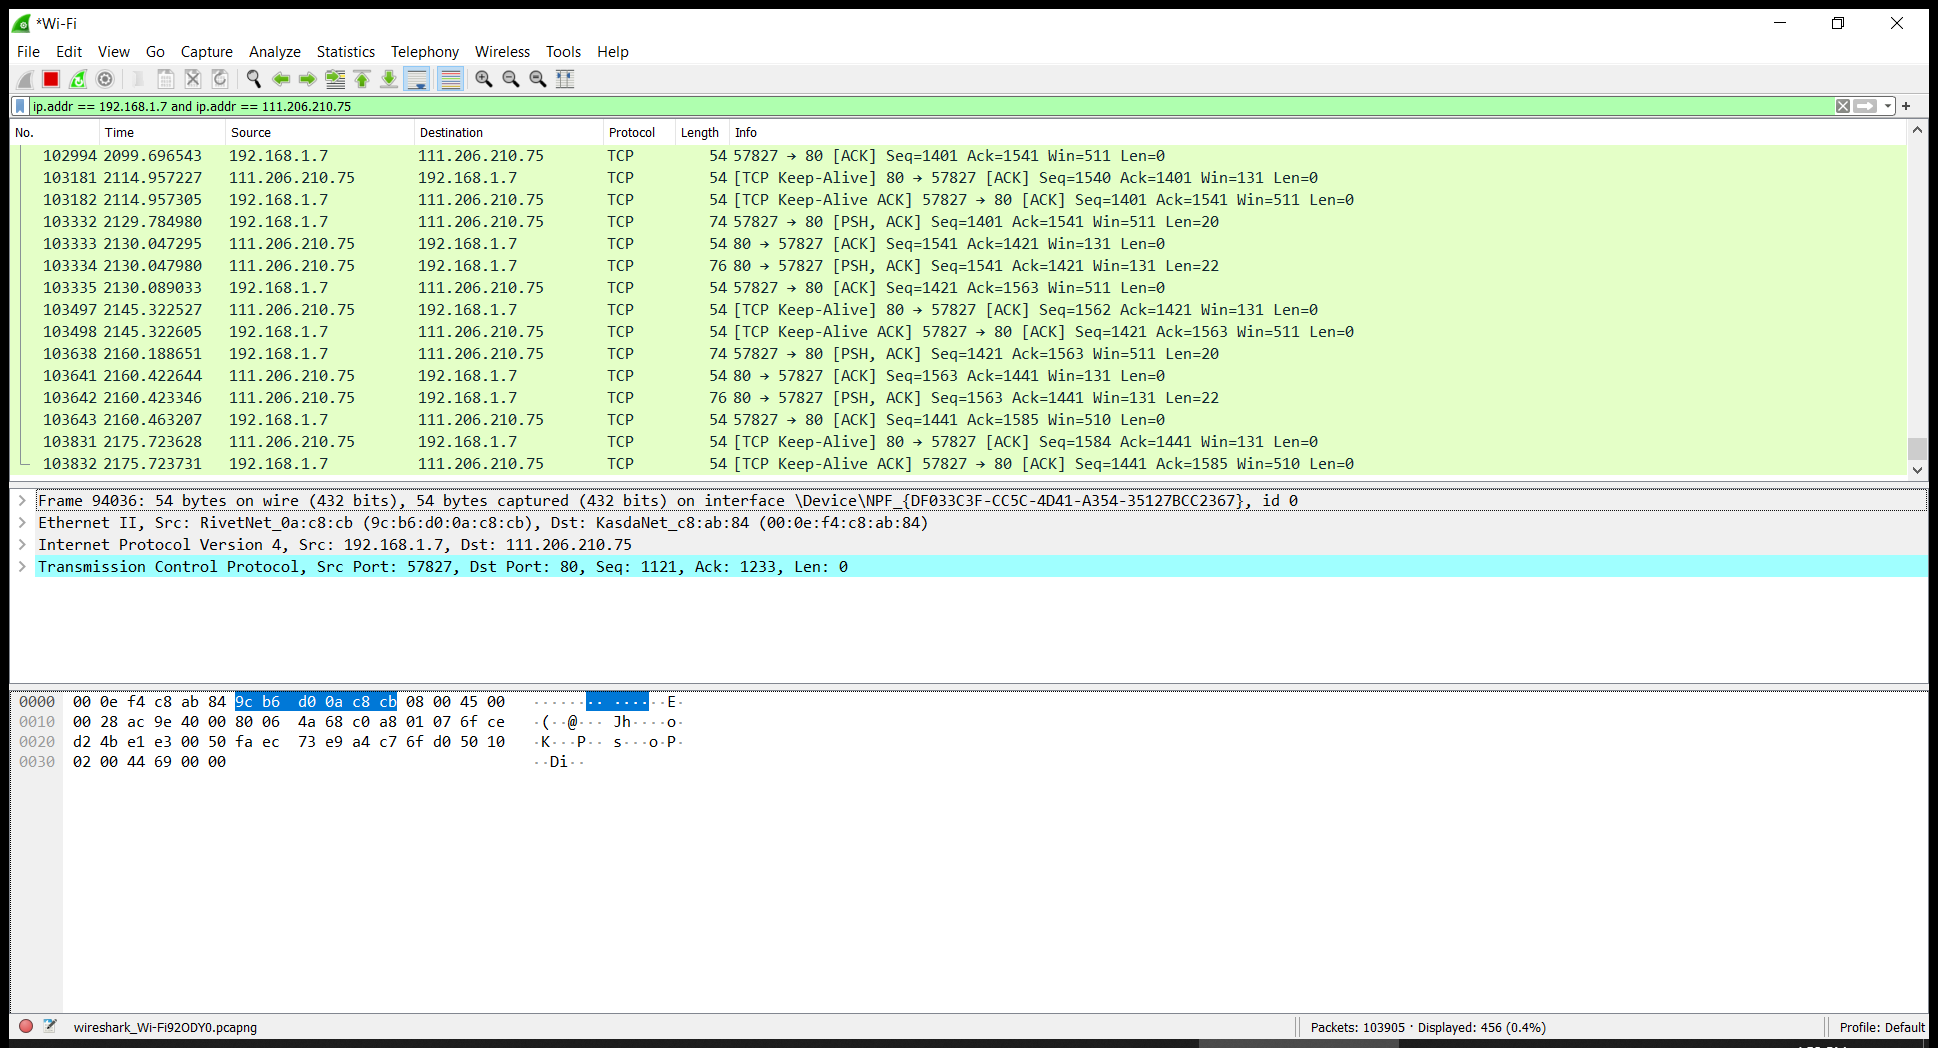 *Wi-Fi
File Edit View Go Capture Analyze Statistics Telephony Wireless Tools Help
ip.addr == 192.168.1.7 and ip.addr == 111.206.210.75
No. Time Source Destination Protocol Length Info
102994 2099.696543 192.168.1.7 111.206.210.75 TCP 54 57827 → 80 [ACK] Seq=1401 Ack=1541 Win=511 Len=0
103181 2114.957227 111.206.210.75 192.168.1.7 TCP 54 [TCP Keep-Alive] 80 → 57827 [ACK] Seq=1540 Ack=1401 Win=131 Len=0
103182 2114.957305 192.168.1.7 111.206.210.75 TCP 54 [TCP Keep-Alive ACK] 57827 → 80 [ACK] Seq=1401 Ack=1541 Win=511 Len=0
103332 2129.784980 192.168.1.7 111.206.210.75 TCP 74 57827 → 80 [PSH, ACK] Seq=1401 Ack=1541 Win=511 Len=20
103333 2130.047295 111.206.210.75 192.168.1.7 TCP 54 80 → 57827 [ACK] Seq=1541 Ack=1421 Win=131 Len=0
103334 2130.047980 111.206.210.75 192.168.1.7 TCP 76 80 → 57827 [PSH, ACK] Seq=1541 Ack=1421 Win=131 Len=22
103335 2130.089033 192.168.1.7 111.206.210.75 TCP 54 57827 → 80 [ACK] Seq=1421 Ack=1563 Win=511 Len=0
103497 2145.322527 111.206.210.75 192.168.1.7 TCP 54 [TCP Keep-Alive] 80 → 57827 [ACK] Seq=1562 Ack=1421 Win=131 Len=0
103498 2145.322605 192.168.1.7 111.206.210.75 TCP 54 [TCP Keep-Alive ACK] 57827 → 80 [ACK] Seq=1421 Ack=1563 Win=511 Len=0
103638 2160.188651 192.168.1.7 111.206.210.75 TCP 74 57827 → 80 [PSH, ACK] Seq=1421 Ack=1563 Win=511 Len=20
103641 2160.422644 111.206.210.75 192.168.1.7 TCP 54 80 → 57827 [ACK] Seq=1563 Ack=1441 Win=131 Len=0
103642 2160.423346 111.206.210.75 192.168.1.7 TCP 76 80 → 57827 [PSH, ACK] Seq=1563 Ack=1441 Win=131 Len=22
103643 2160.463207 192.168.1.7 111.206.210.75 TCP 54 57827 → 80 [ACK] Seq=1441 Ack=1585 Win=510 Len=0
103831 2175.723628 111.206.210.75 192.168.1.7 TCP 54 [TCP Keep-Alive] 80 → 57827 [ACK] Seq=1584 Ack=1441 Win=131 Len=0
103832 2175.723731 192.168.1.7 111.206.210.75 TCP 54 [TCP Keep-Alive ACK] 57827 → 80 [ACK] Seq=1441 Ack=1585 Win=510 Len=0
Frame 94036: 54 bytes on wire (432 bits), 54 bytes captured (432 bits) on interface \Device\NPF_{DF033C3F-CC5C-4D41-A354-35127BCC2367}, id 0
Ethernet II, Src: RivetNet_0a:c8:cb (9c:b6:d0:0a:c8:cb), Dst: KasdaNet_c8:ab:84 (00:0e:f4:c8:ab:84)
Internet Protocol Version 4, Src: 192.168.1.7, Dst: 111.206.210.75
Transmission Control Protocol, Src Port: 57827, Dst Port: 80, Seq: 1121, Ack: 1233, Len: 0
0000 00 0e f4 c8 ab 84 9c b6 d0 0a c8 cb 08 00 45 00 ········ ······E·
0010 00 28 ac 9e 40 00 80 06 4a 68 c0 a8 01 07 6f ce ·(··@··· Jh····o·
0020 d2 4b e1 e3 00 50 fa ec 73 e9 a4 c7 6f d0 50 10 ·K···P·· s···o·P·
0030 02 00 44 69 00 00 ··Di··
wireshark_Wi-Fi92ODY0.pcapng Packets: 103905 · Displayed: 456 (0.4%) Profile: Default